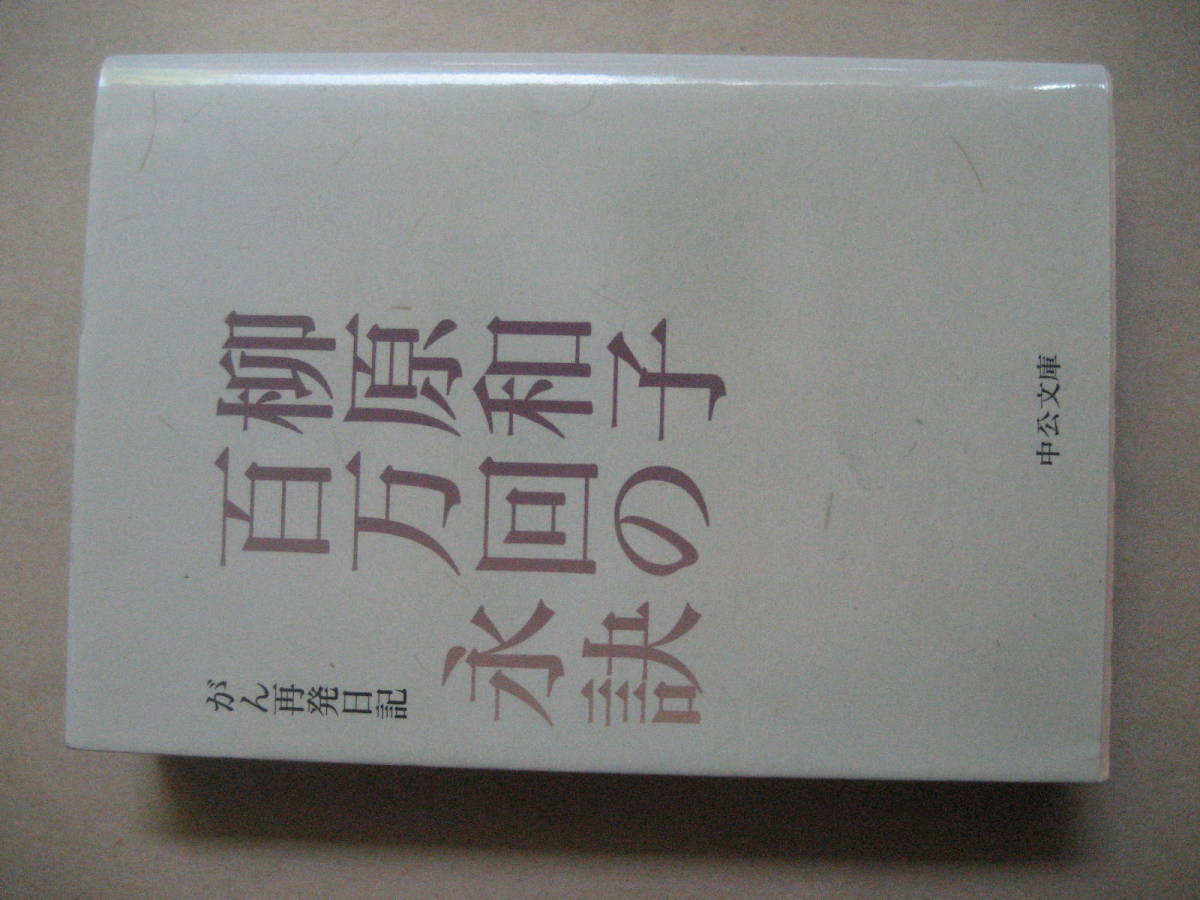 柳原和子
百万回の
永訣
がん再発日記
中公文庫